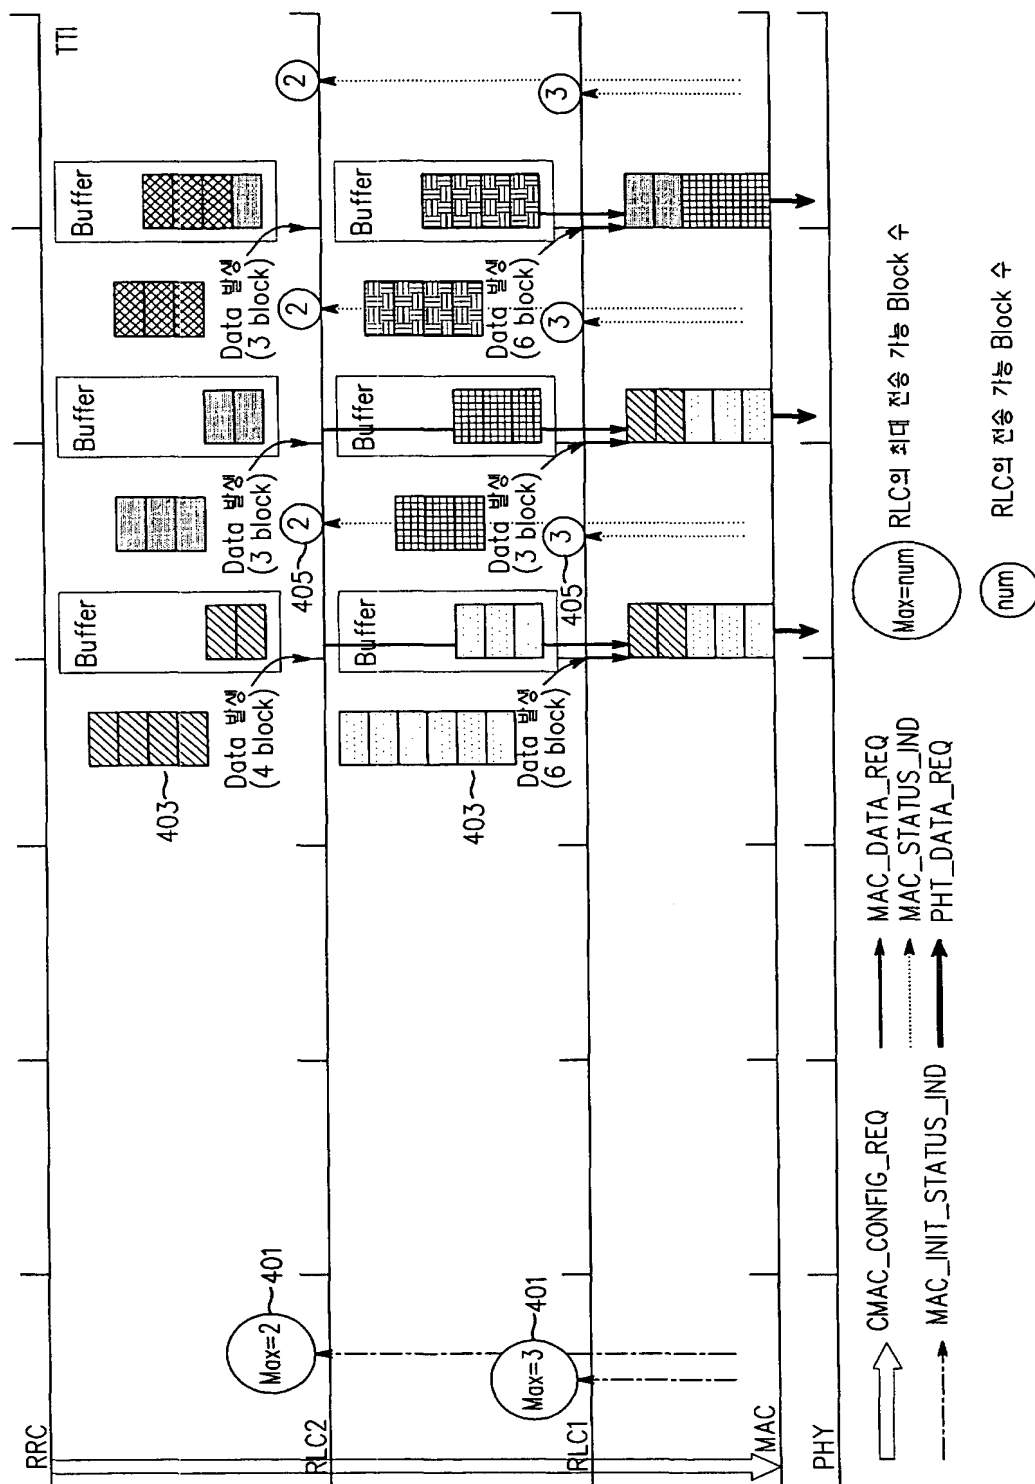 RRC
TTI
Max=2
401
403
Data 발생
(4 block)
Buffer
405
2
Data 발생
(3 block)
Buffer
2
Data 발생
(3 block)
Buffer
2
RLC2
Max=3
401
403
Data 발생
(6 block)
Buffer
405
3
Data 발생
(3 block)
Buffer
3
Data 발생
(6 block)
Buffer
3
RLC1
MAC
PHY
CMAC_CONFIG_REQ
MAC_INIT_STATUS_IND
MAC_DATA_REQ
MAC_STATUS_IND
PHT_DATA_REQ
Max=num
RLC의 최대 전송 가능 Block 수
num
RLC의 전송 가능 Block 수